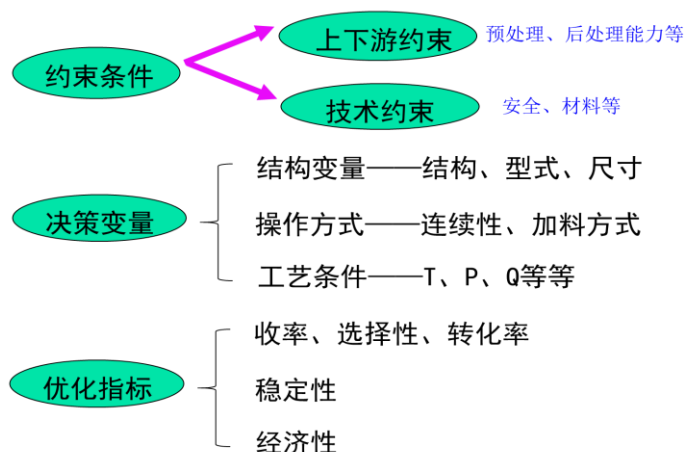 上下游约束 预处理、后处理能力等
约束条件
技术约束 安全、材料等
结构变量——结构、型式、尺寸
决策变量 操作方式——连续性、加料方式
工艺条件——T、P、Q等等
收率、选择性、转化率
优化指标 稳定性
经济性